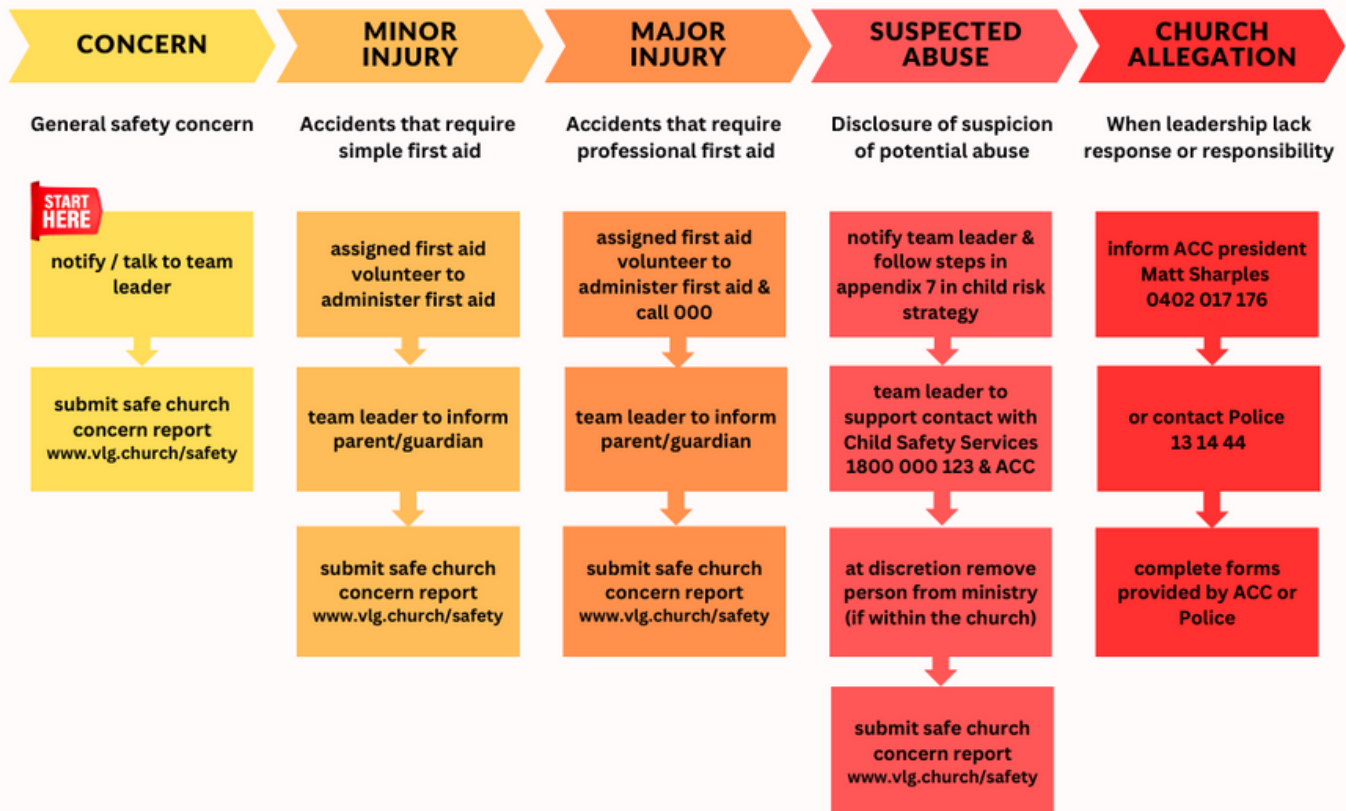 CONCERN
General safety concern
START
HERE
notify / talk to team
leader
submit safe church
concern report
www.vlg.church/safety
MINOR
INJURY
Accidents that require
simple first aid
assigned first aid
volunteer to
administer first aid
team leader to inform
parent/guardian
submit safe church
concern report
www.vlg.church/safety
MAJOR
INJURY
Accidents that require
professional first aid
assigned first aid
volunteer to
administer first aid &
call 000
team leader to inform
parent/guardian
submit safe church
concern report
www.vlg.church/safety
SUSPECTED
ABUSE
Disclosure of suspicion
of potential abuse
notify team leader &
follow steps in
appendix 7 in child risk
strategy
team leader to
support contact with
Child Safety Services
1800 000 123 & ACC
at discretion remove
person from ministry
(if within the church)
submit safe church
concern report
www.vlg.church/safety
CHURCH
ALLEGATION
When leadership lack
response or responsibility
inform ACC president
Matt Sharples
0402 017 176
or contact Police
13 14 44
complete forms
provided by ACC or
Police